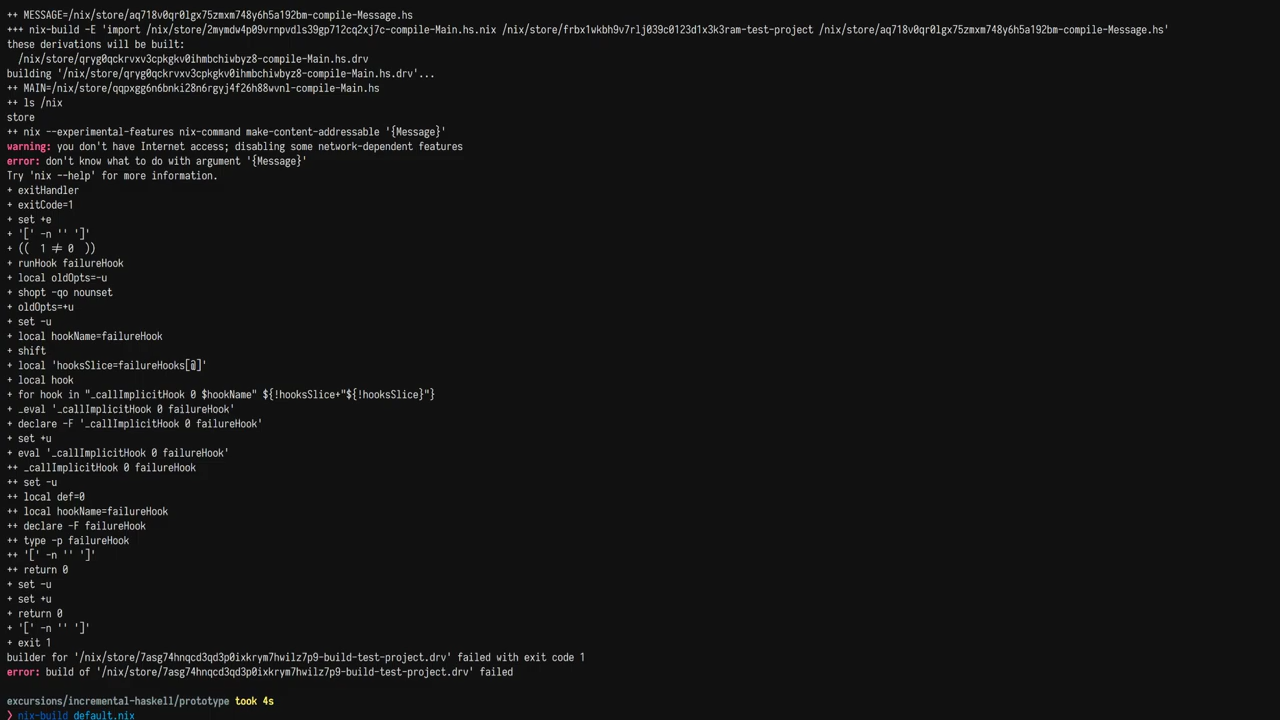 ++ MESSAGE=/nix/store/aq718v0qr0lgx75zmxm748y6h5a192bm-compile-Message.hs
+++ nix-build -E 'import /nix/store/2mymdw4p09vrnpvdls39gp712cq2xj7c-compile-Main.hs.nix /nix/store/frbx1wkbh9v7rlj039c0123d1x3k3ram-test-project /nix/store/aq718v0qr0lgx75zmxm748y6h5a192bm-compile-Message.hs'
these derivations will be built:
  /nix/store/qryg0qckrvxv3cpkgkv0ihmbchiwbyz8-compile-Main.hs.drv
building '/nix/store/qryg0qckrvxv3cpkgkv0ihmbchiwbyz8-compile-Main.hs.drv'...
++ MAIN=/nix/store/qqpxgg6n6bnki28n6rgyj4f26h88wvnl-compile-Main.hs
++ ls /nix
store
++ nix --experimental-features nix-command make-content-addressable '{Message}'
warning: you don't have Internet access; disabling some network-dependent features
error: don't know what to do with argument '{Message}'
Try 'nix --help' for more information.
+ exitHandler
+ exitCode=1
+ set +e
+ '[' -n '' ']'
+ ((  1 ≠ 0  ))
+ runHook failureHook
+ local oldOpts=-u
+ shopt -qo nounset
+ oldOpts=+u
+ set -u
+ local hookName=failureHook
+ shift
+ local 'hooksSlice=failureHooks[@]'
+ local hook
+ for hook in "_callImplicitHook 0 $hookName" ${!hooksSlice+"${!hooksSlice}"}
+ _eval '_callImplicitHook 0 failureHook'
+ declare -F '_callImplicitHook 0 failureHook'
+ set +u
+ eval '_callImplicitHook 0 failureHook'
++ _callImplicitHook 0 failureHook
++ set -u
++ local def=0
++ local hookName=failureHook
++ declare -F failureHook
++ type -p failureHook
++ '[' -n '' ']'
++ return 0
+ set -u
+ set +u
+ return 0
+ '[' -n '' ']'
+ exit 1
builder for '/nix/store/7asg74hnqcd3qd3p0ixkrym7hwilz7p9-build-test-project.drv' failed with exit code 1
error: build of '/nix/store/7asg74hnqcd3qd3p0ixkrym7hwilz7p9-build-test-project.drv' failed
excursions/incremental-haskell/prototype took 4s
❯ nix-build default.nix